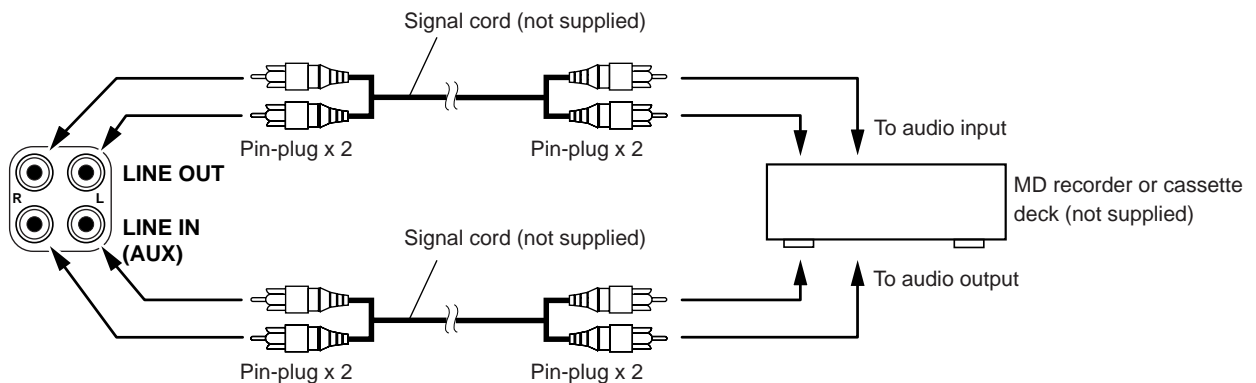 Signal cord (not supplied)
Pin-plug x 2
Pin-plug x 2
To audio input
LINE OUT
R
L
LINE IN
(AUX)
MD recorder or cassette
deck (not supplied)
Signal cord (not supplied)
To audio output
Pin-plug x 2
Pin-plug x 2